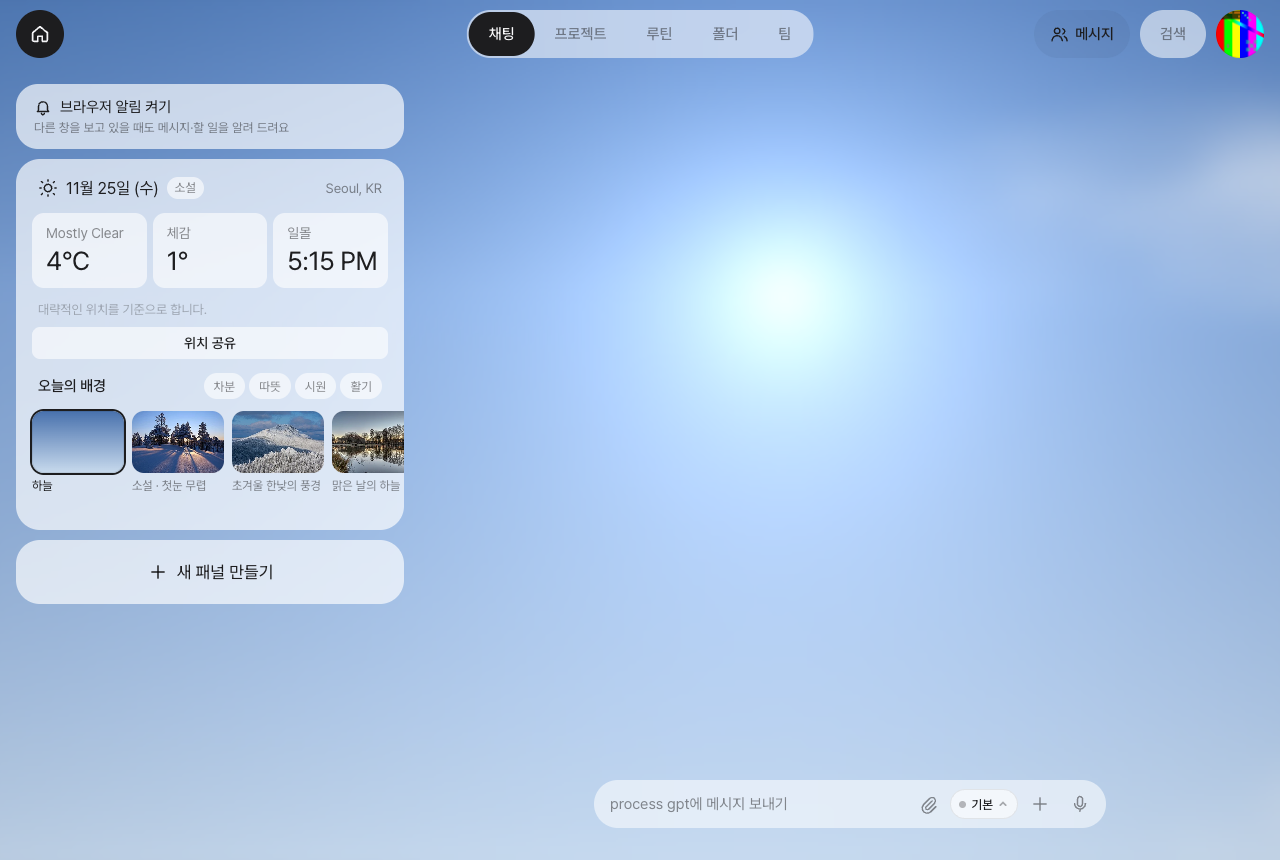 채팅
프로젝트
루틴
폴더
팀
메시지
검색
브라우저 알림 켜기
다른 창을 보고 있을 때도 메시지·할 일을 알려 드려요
11월 25일 (수)
소설
Seoul, KR
Mostly Clear
4°C
체감
1°
일몰
5:15 PM
대략적인 위치를 기준으로 합니다.
위치 공유
오늘의 배경
차분
따뜻
시원
활기
하늘
소설 · 첫눈 무렵
초겨울 한낮의 풍경
맑은 날의 하늘
새 패널 만들기
process gpt에 메시지 보내기
기본